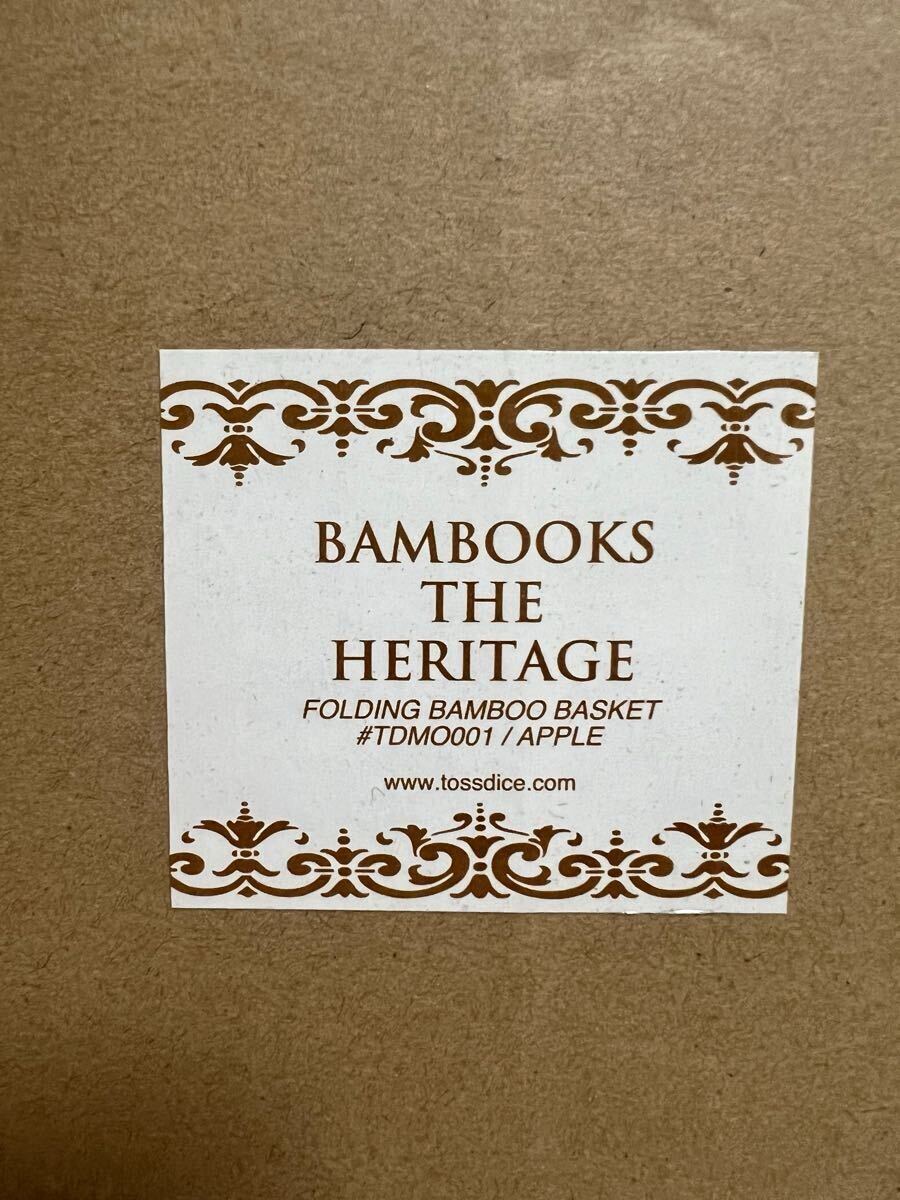 BAMBOOKS
THE
HERITAGE
FOLDING BAMBOO BASKET
#TDMO001 / APPLE
www.tossdice.com